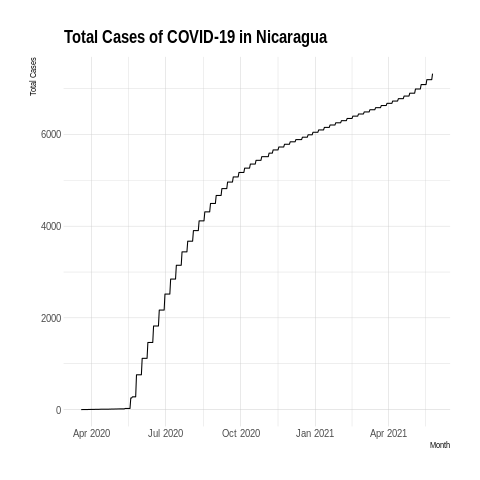 Total Cases of COVID-19 in Nicaragua
Total Cases
6000
4000
2000
0
Apr 2020 Jul 2020 Oct 2020 Jan 2021 Apr 2021
Month